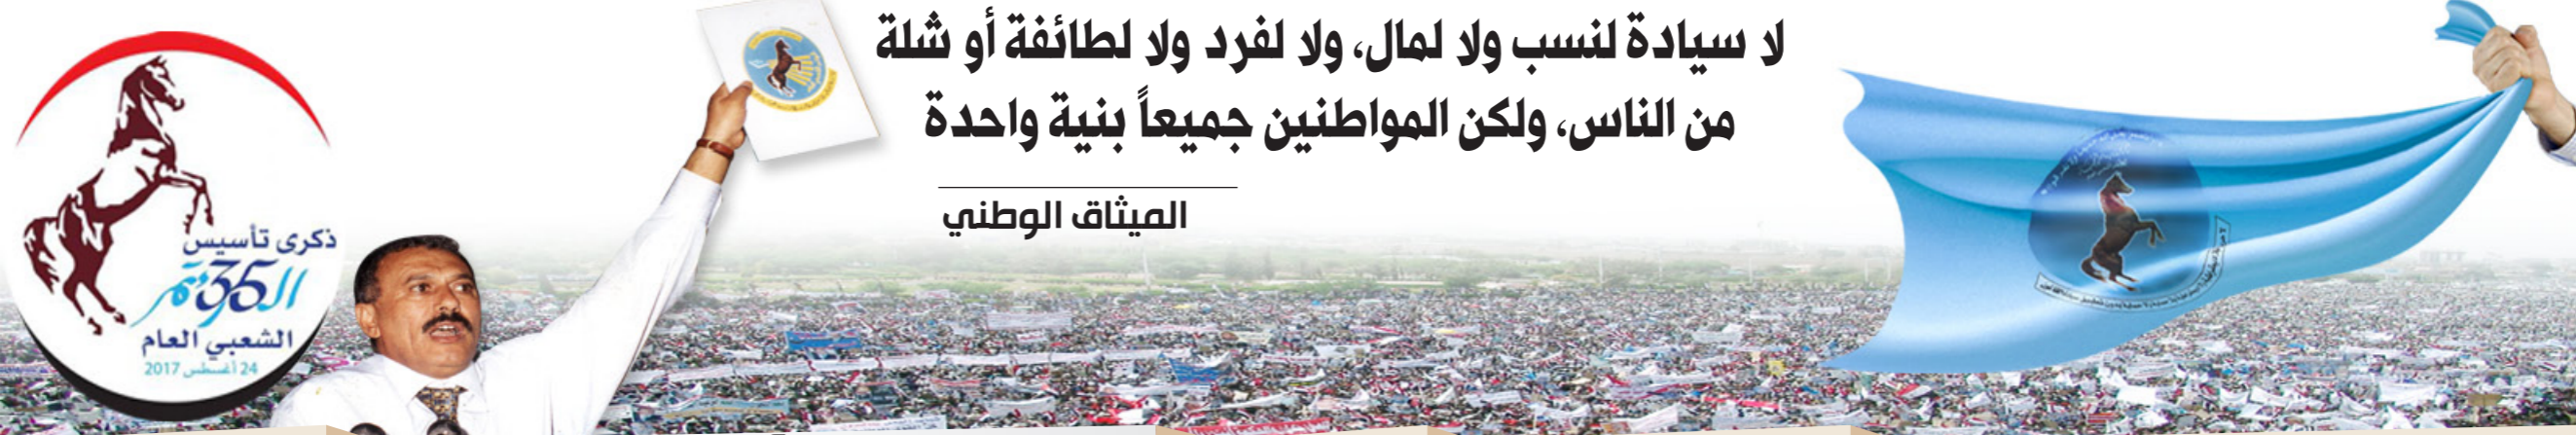 لا سيادة لنسب ولا لمال، ولا لفرد ولا لطائفة أو شلة
من الناس، ولكن المواطنين جميعاً بنية واحدة
الميثاق الوطني
ذكرى تأسيس
الـ35 المؤتمر
الشعبي العام
24 أغسطس 2017